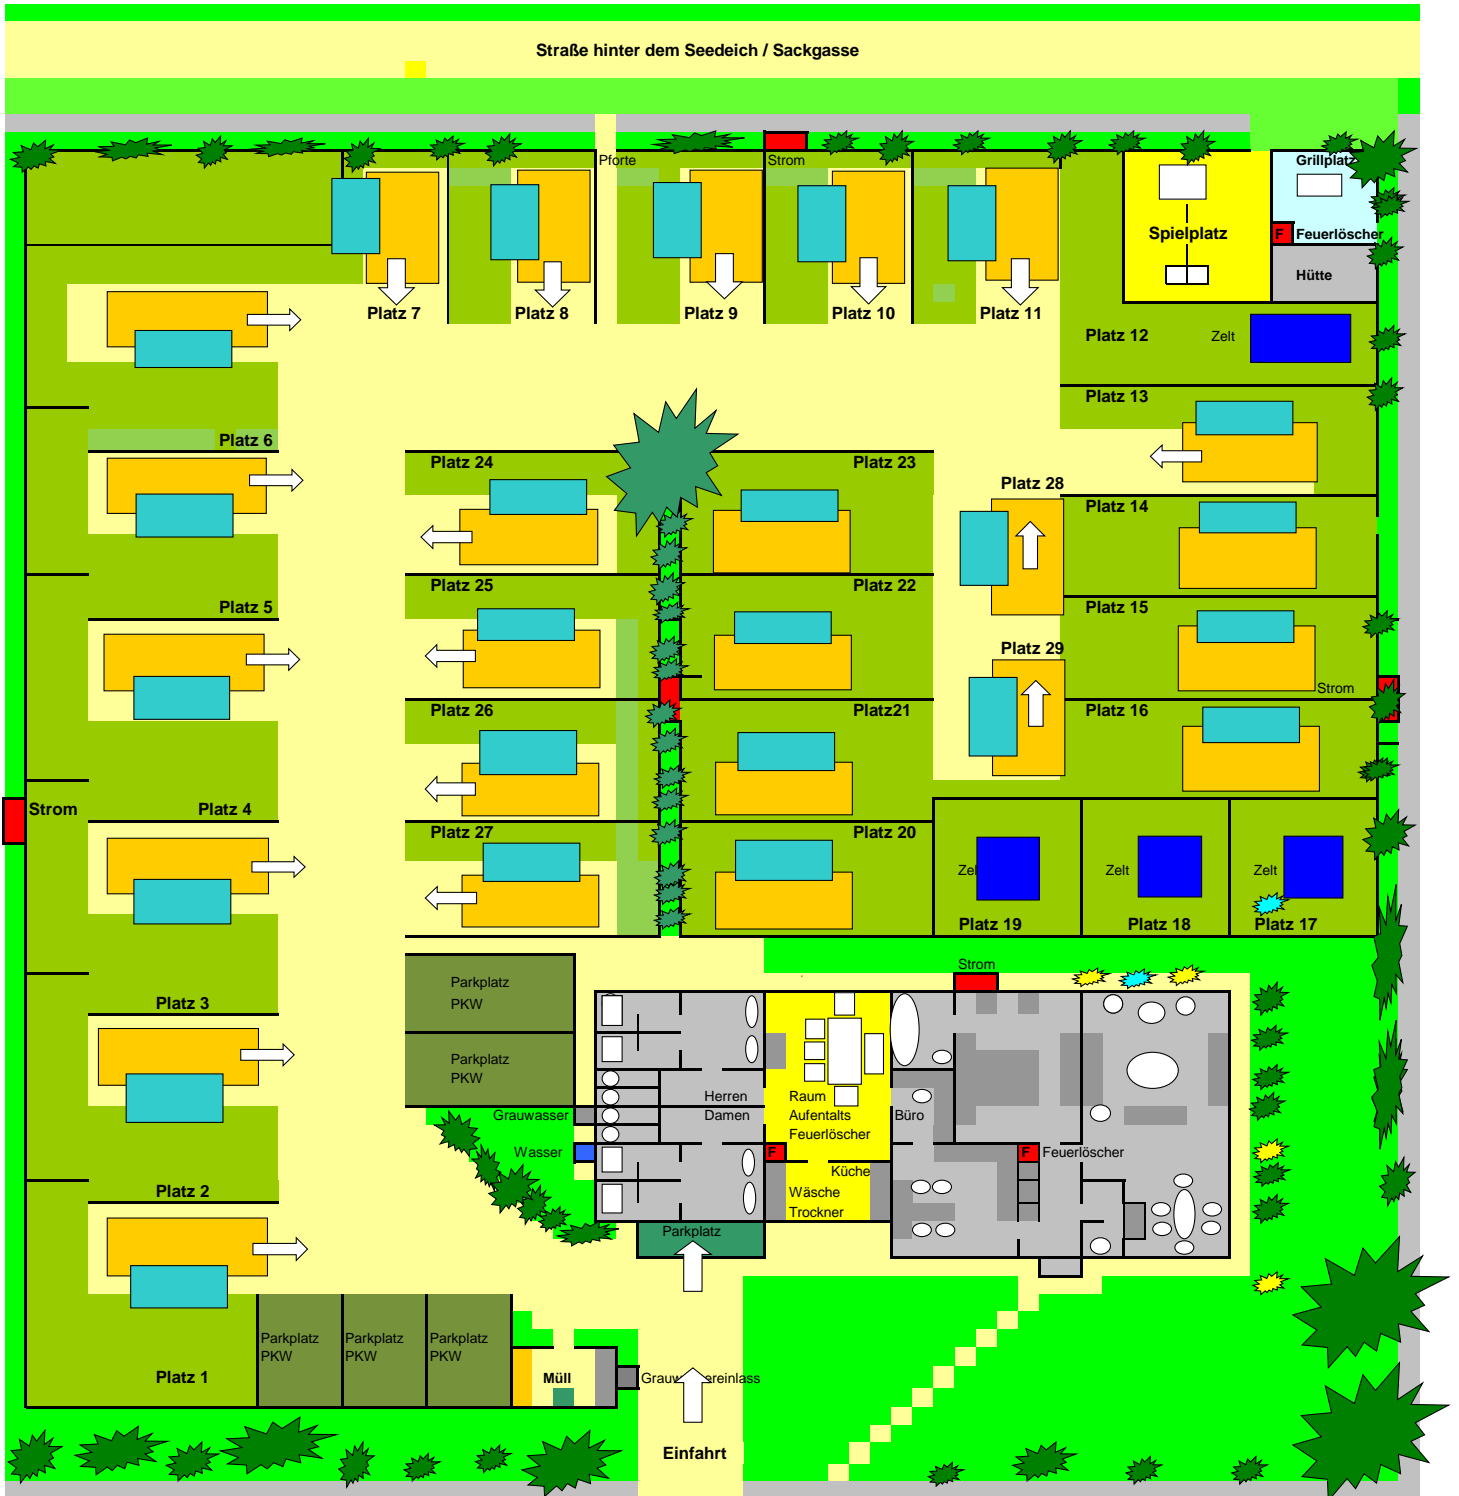 Straße hinter dem Seedeich / Sackgasse
Pforte
Strom
Grillplatz
Spielplatz
F Feuerlöscher
Hütte
Platz 7
Platz 8
Platz 9
Platz 10
Platz 11
Platz 12
Zelt
Platz 13
Platz 6
Platz 24
Platz 23
Platz 28
Platz 14
Platz 25
Platz 22
Platz 5
Platz 15
Platz 29
Strom
Platz 26
Platz21
Platz 16
Strom
Platz 4
Platz 27
Platz 20
Zelt
Zelt
Platz 19
Platz 18
Platz 17
Strom
Parkplatz
PKW
Platz 3
Parkplatz
PKW
Herren
Raum
Grauwasser
Damen
Aufentalts
Büro
Feuerlöscher
Wasser
F
F
Feuerlöscher
Küche
Platz 2
Wäsche
Trockner
Parkplatz
Parkplatz
PKW
Parkplatz
PKW
Parkplatz
PKW
Platz 1
Müll
Einfahrt